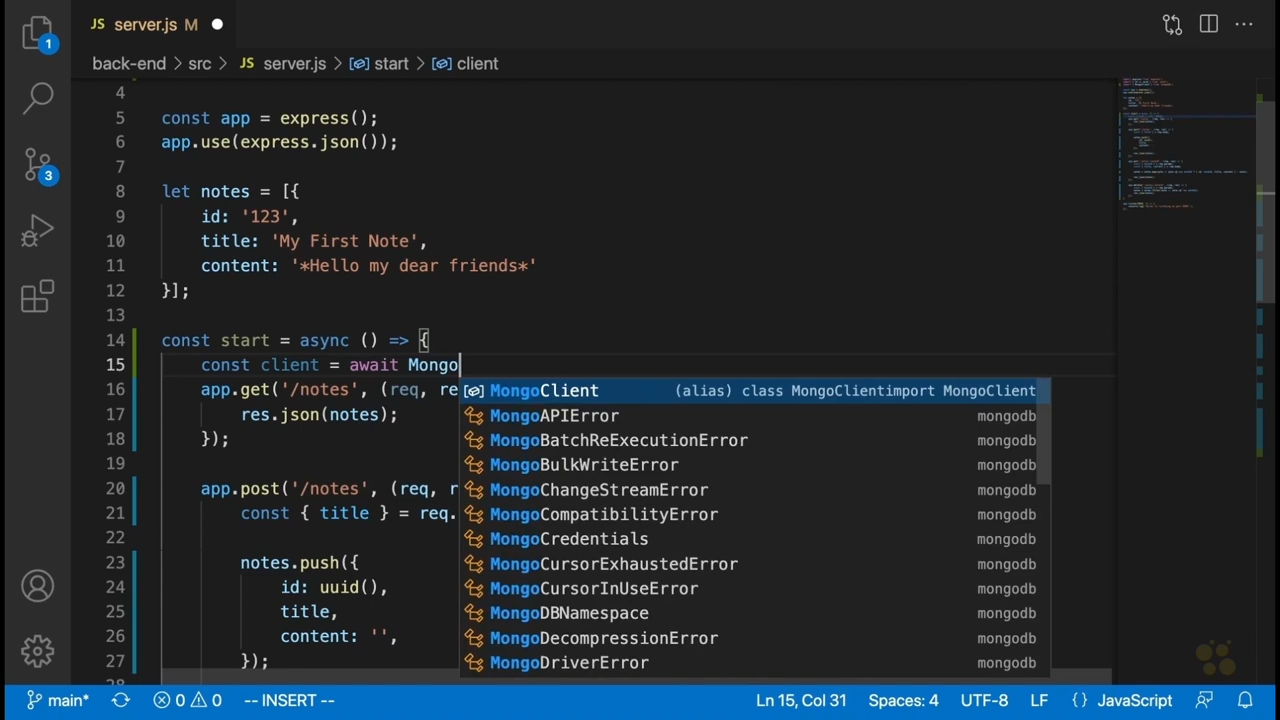 JS server.js M
1
back-end > src > JS server.js > start > client
4
5 const app = express();
6 app.use(express.json());
7
8 let notes = [{
9 id: '123',
10 title: 'My First Note',
11 content: '*Hello my dear friends*'
12 }];
13
14 const start = async () => {
15 const client = await Mongo
16 app.get('/notes', (req, re
17 res.json(notes);
18 });
19
20 app.post('/notes', (req, r
21 const { title } = req.
22
23 notes.push({
24 id: uuid(),
25 title,
26 content: '',
27 });
3
MongoClient (alias) class MongoClientimport MongoClient
MongoAPIError mongodb
MongoBatchReExecutionError mongodb
MongoBulkWriteError mongodb
MongoChangeStreamError mongodb
MongoCompatibilityError mongodb
MongoCredentials mongodb
MongoCursorExhaustedError mongodb
MongoCursorInUseError mongodb
MongoDBNamespace mongodb
MongoDecompressionError mongodb
MongoDriverError mongodb
main* 0 0 -- INSERT -- Ln 15, Col 31 Spaces: 4 UTF-8 LF {} JavaScript